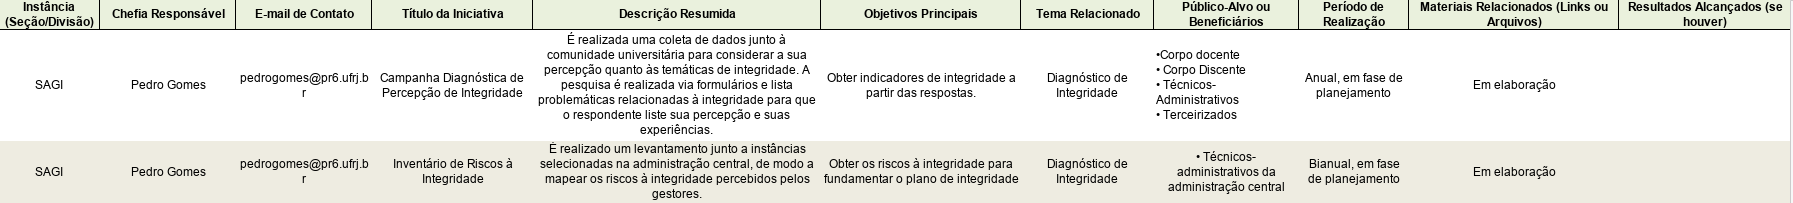 Instância (Seção/Divisão)
Chefia Responsável
E-mail de Contato
Título da Iniciativa
Descrição Resumida
Objetivos Principais
Tema Relacionado
Público-Alvo ou Beneficiários
Período de Realização
Materiais Relacionados (Links ou Arquivos)
Resultados Alcançados (se houver)
SAGI
Pedro Gomes
pedrogomes@pr6.ufrj.b
r
Campanha Diagnóstica de
Percepção de Integridade
É realizada uma coleta de dados junto à
comunidade universitária para considerar a sua
percepção quanto às temáticas de integridade. A
pesquisa é realizada via formulários e lista
problemáticas relacionadas à integridade para que
o respondente liste sua percepção e suas
experiências.
Obter indicadores de integridade a
partir das respostas.
Diagnóstico de
Integridade
•Corpo docente
• Corpo Discente
• Técnicos-
Administrativos
• Terceirizados
Anual, em fase de
planejamento
Em elaboração
SAGI
Pedro Gomes
pedrogomes@pr6.ufrj.b
r
Inventário de Riscos à
Integridade
É realizado um levantamento junto a instâncias
selecionadas na administração central, de modo a
mapear os riscos à integridade percebidos pelos
gestores.
Obter os riscos à integridade para
fundamentar o plano de integridade
Diagnóstico de
Integridade
• Técnicos-
administrativos da
administração central
Bianual, em fase
de planejamento
Em elaboração